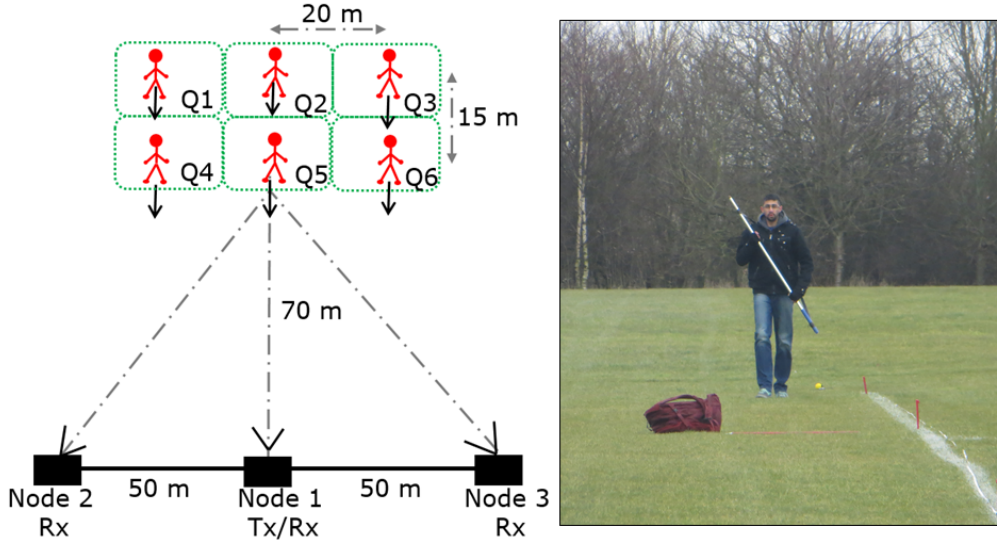 20 m
Q1
Q2
Q3
15 m
Q4
Q5
Q6
70 m
50 m
50 m
Node 2
Rx
Node 1
Tx/Rx
Node 3
Rx